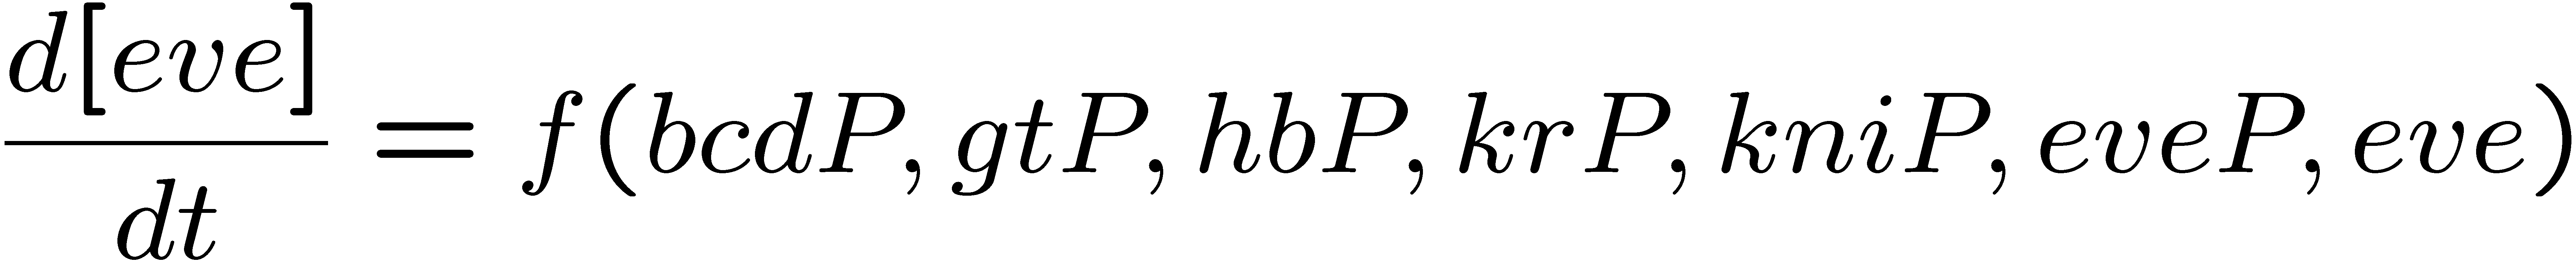 d[eve]/dt = f(bcdP, gtP, hbP, krP, kniP, eveP, eve)